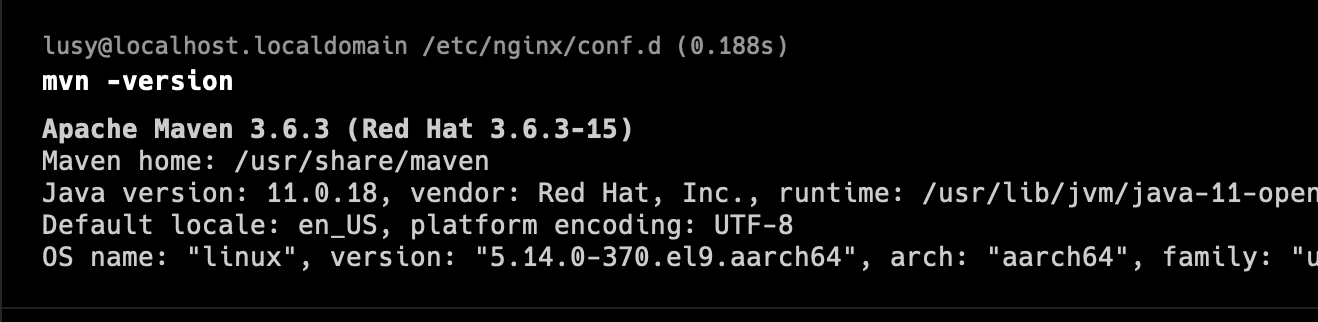 lusy@localhost.localdomain /etc/nginx/conf.d (0.188s)
mvn -version
Apache Maven 3.6.3 (Red Hat 3.6.3-15)
Maven home: /usr/share/maven
Java version: 11.0.18, vendor: Red Hat, Inc., runtime: /usr/lib/jvm/java-11-open
Default locale: en_US, platform encoding: UTF-8
OS name: "linux", version: "5.14.0-370.el9.aarch64", arch: "aarch64", family: "u